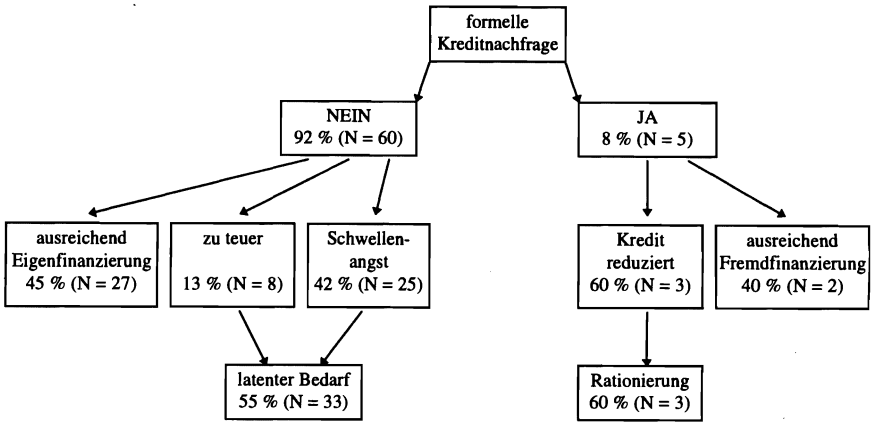 formelle
Kreditnachfrage
NEIN
92 % (N = 60)
JA
8 % (N = 5)
ausreichend
Eigenfinanzierung
45 % (N = 27)
zu teuer
13 % (N = 8)
Schwellen-
angst
42 % (N = 25)
Kredit
reduziert
60 % (N = 3)
ausreichend
Fremdfinanzierung
40 % (N = 2)
latenter Bedarf
55 % (N = 33)
Rationierung
60 % (N = 3)